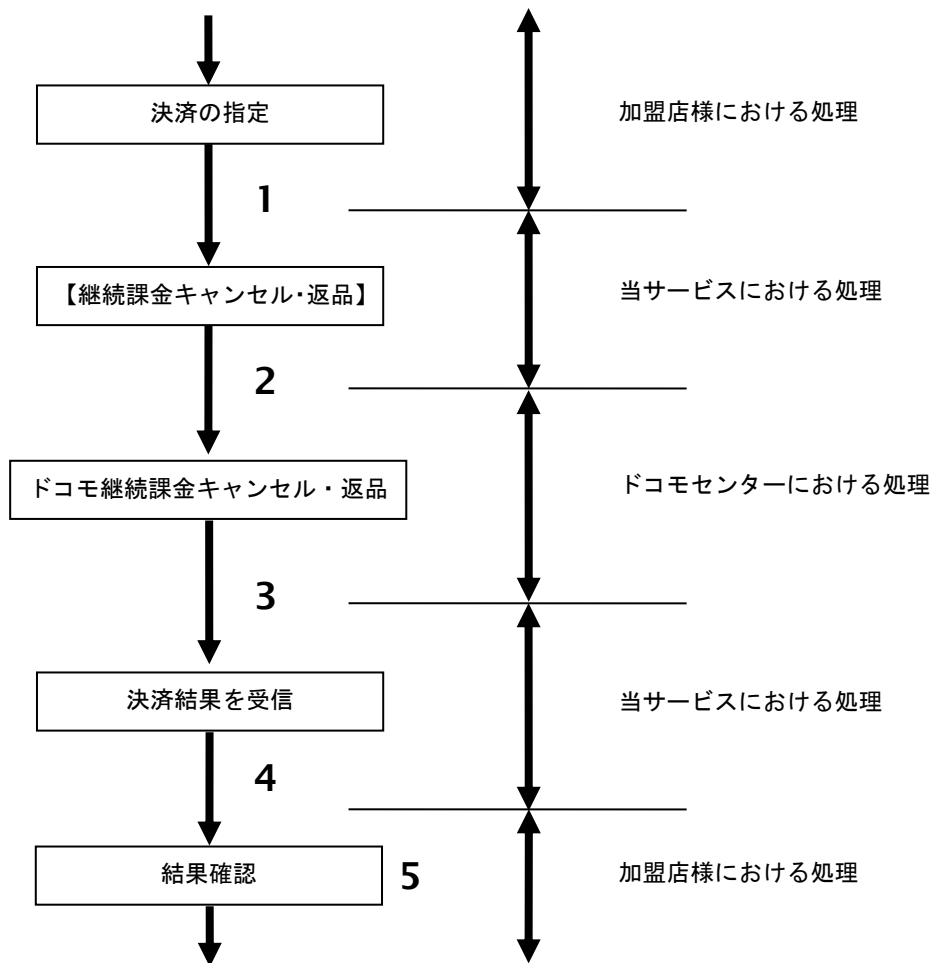 決済の指定
加盟店様における処理
1
【継続課金キャンセル・返品】
当サービスにおける処理
2
ドコモ継続課金キャンセル・返品
ドコモセンターにおける処理
3
決済結果を受信
当サービスにおける処理
4
結果確認
5
加盟店様における処理